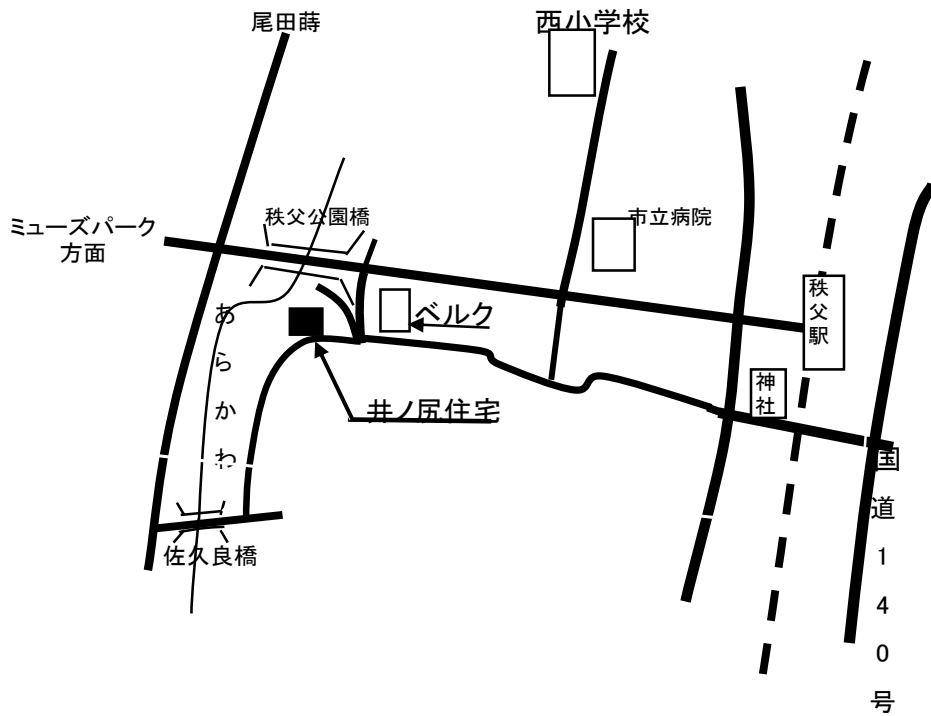 尾田蒔
西小学校
ミューズパーク
方面
秩父公園橋
市立病院
秩父駅
あらかわ
ベルク
神社
井ノ尻住宅
国道140号
佐久良橋